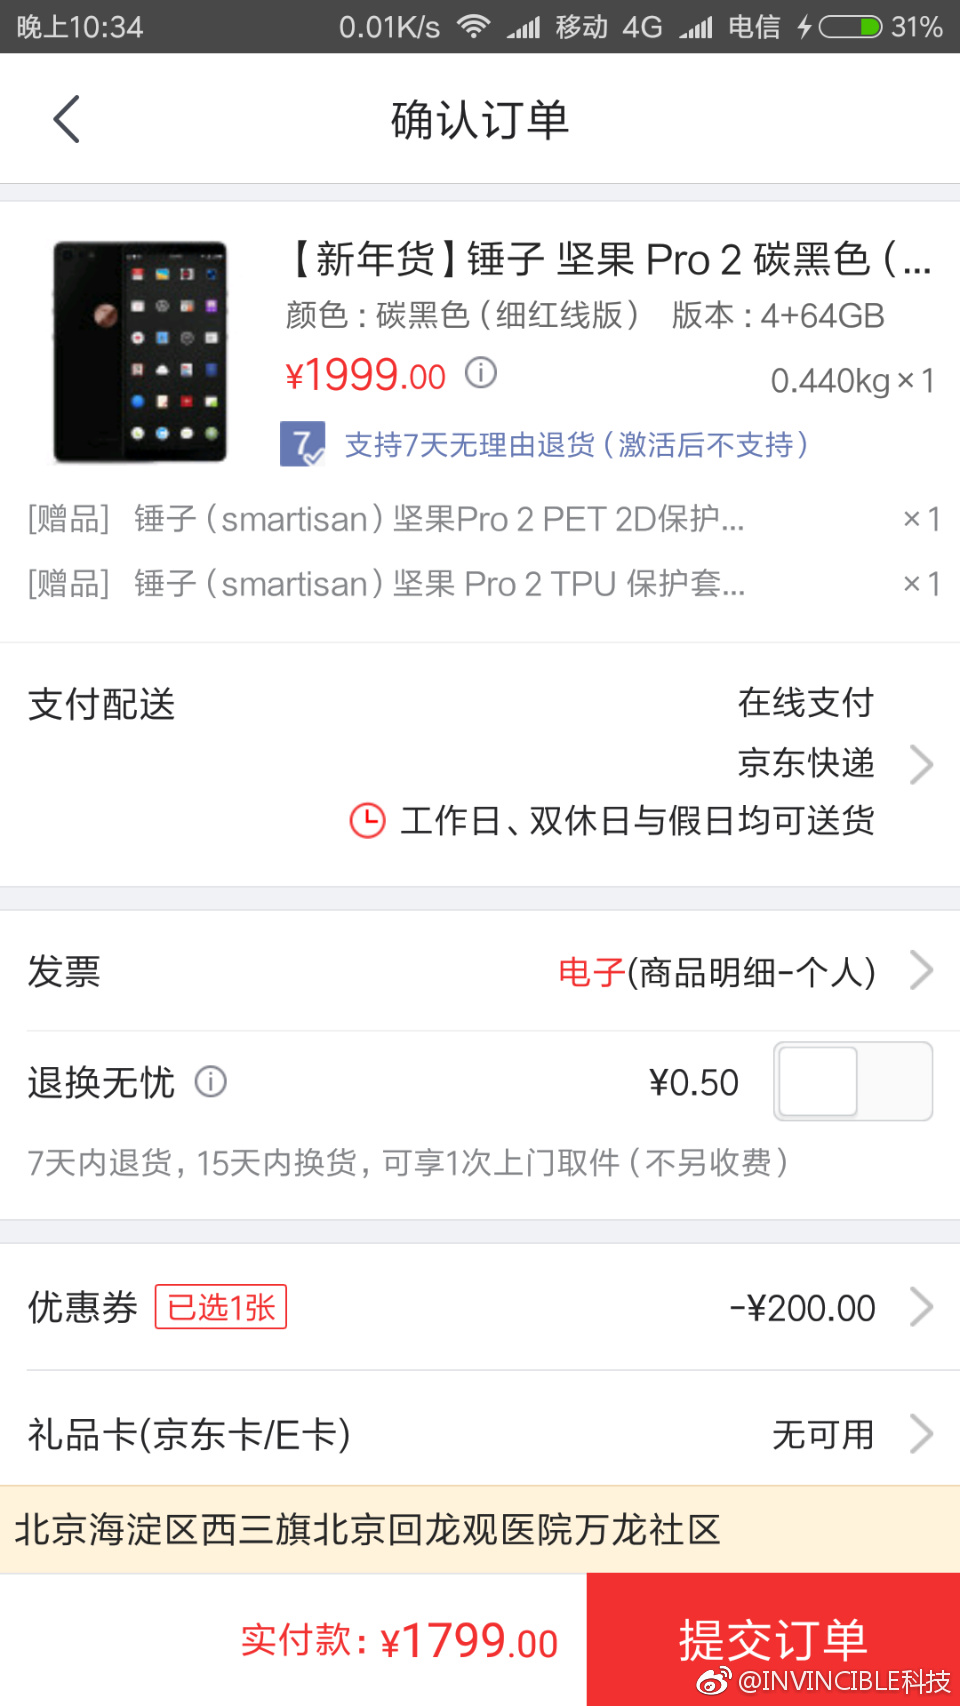 晚上10:34 0.01K/s 移动 4G 电信 31%
确认订单
【新年货】锤子 坚果 Pro 2 碳黑色 (...
颜色 : 碳黑色 (细红线版) 版本 : 4+64GB
¥1999.00 0.440kg×1
7 支持7天无理由退货 (激活后不支持)
[赠品] 锤子 (smartisan) 坚果Pro 2 PET 2D保护... ×1
[赠品] 锤子 (smartisan) 坚果 Pro 2 TPU 保护套... ×1
支付配送 在线支付
京东快递
工作日、双休日与假日均可送货
发票 电子(商品明细-个人)
退换无忧 ¥0.50
7天内退货, 15天内换货, 可享1次上门取件 (不另收费)
优惠券 已选1张 -¥200.00
礼品卡(京东卡/E卡) 无可用
北京海淀区西三旗北京回龙观医院万龙社区
实付款: ¥1799.00 提交订单
@INVINCIBLE科技